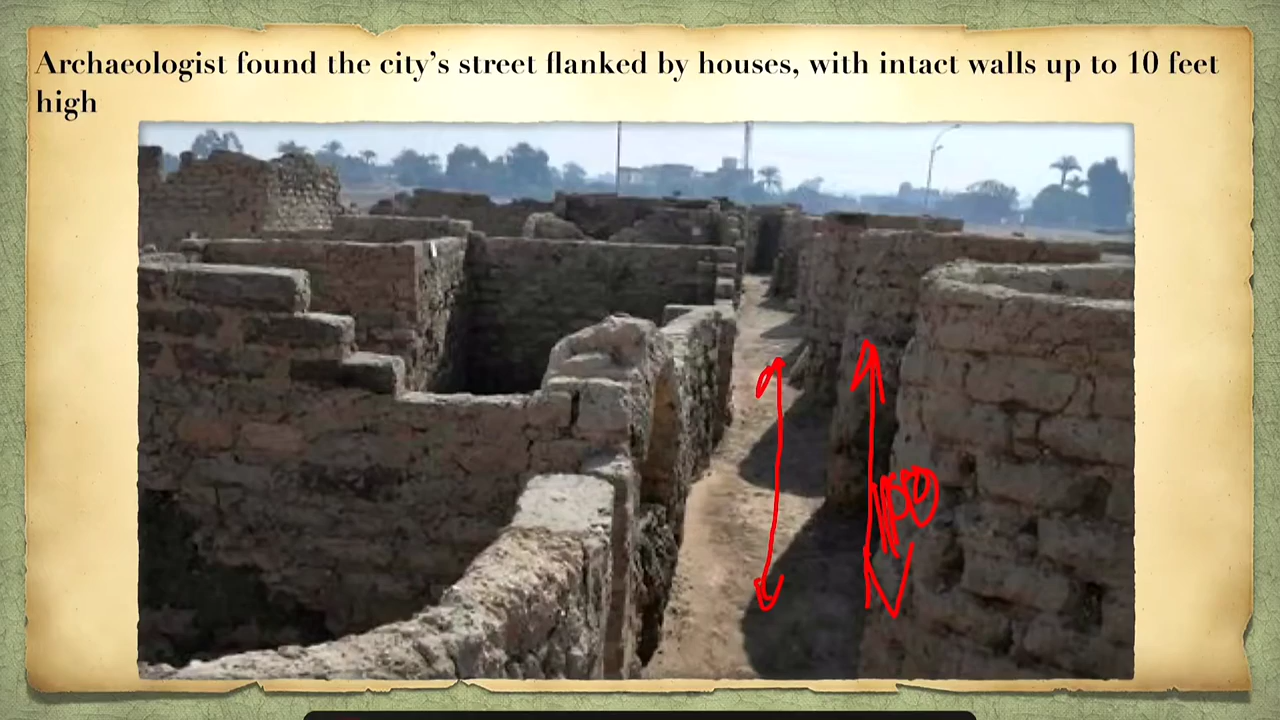 Archaeologist found the city’s street flanked by houses, with intact walls up to 10 feet
high